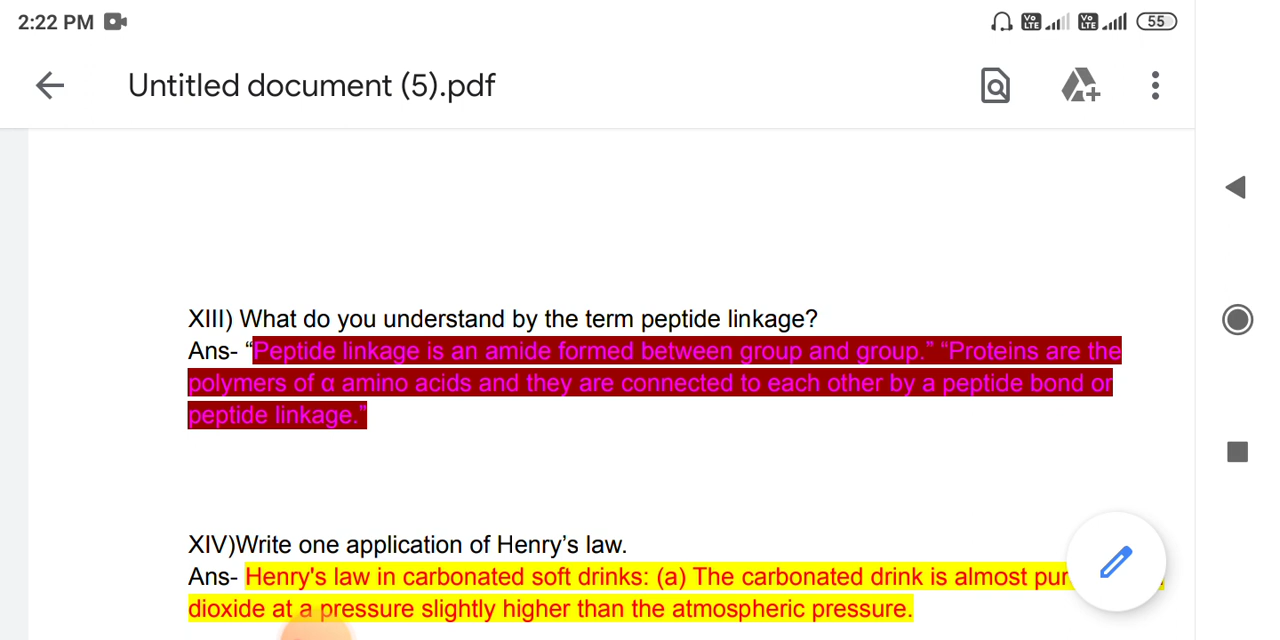 2:22 PM
Vo LTE Vo LTE 55
Untitled document (5).pdf
XIII) What do you understand by the term peptide linkage?
Ans- “Peptide linkage is an amide formed between group and group.” “Proteins are the
polymers of α amino acids and they are connected to each other by a peptide bond or
peptide linkage.”
XIV)Write one application of Henry’s law.
Ans- Henry's law in carbonated soft drinks: (a) The carbonated drink is almost
dioxide at a pressure slightly higher than the atmospheric pressure.